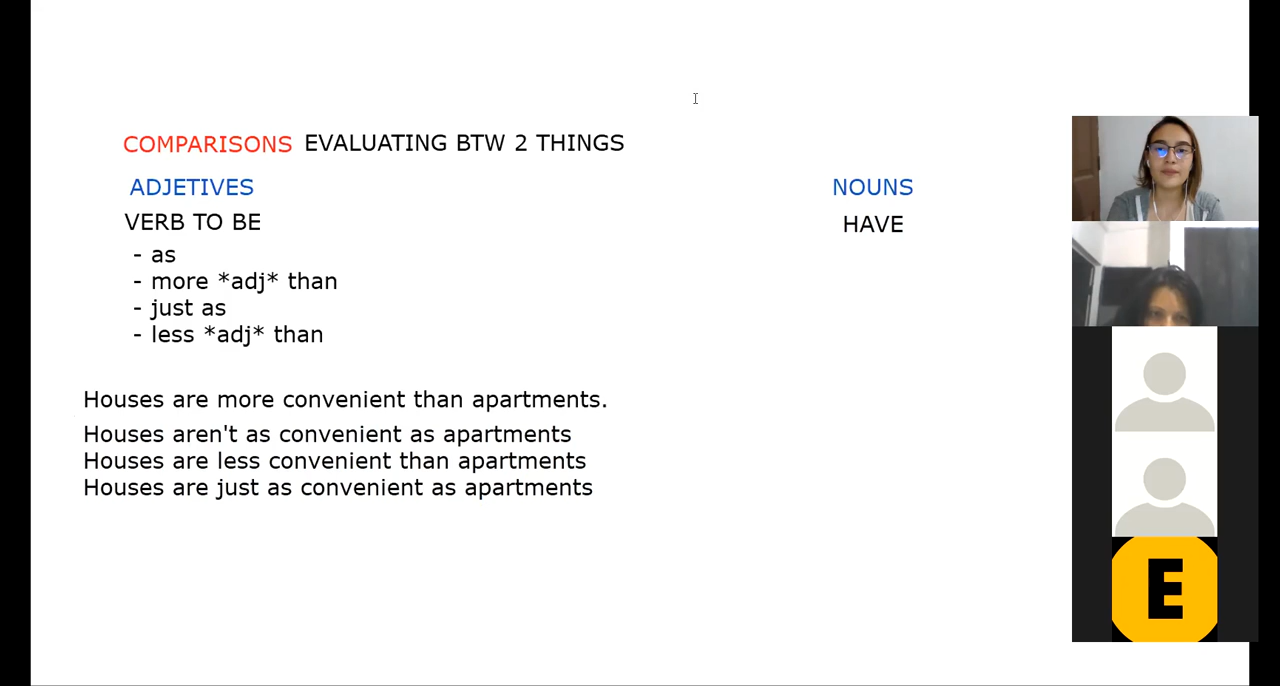 COMPARISONS EVALUATING BTW 2 THINGS
ADJETIVES
VERB TO BE
- as
- more *adj* than
- just as
- less *adj* than
NOUNS
HAVE
Houses are more convenient than apartments.
Houses aren't as convenient as apartments
Houses are less convenient than apartments
Houses are just as convenient as apartments
E